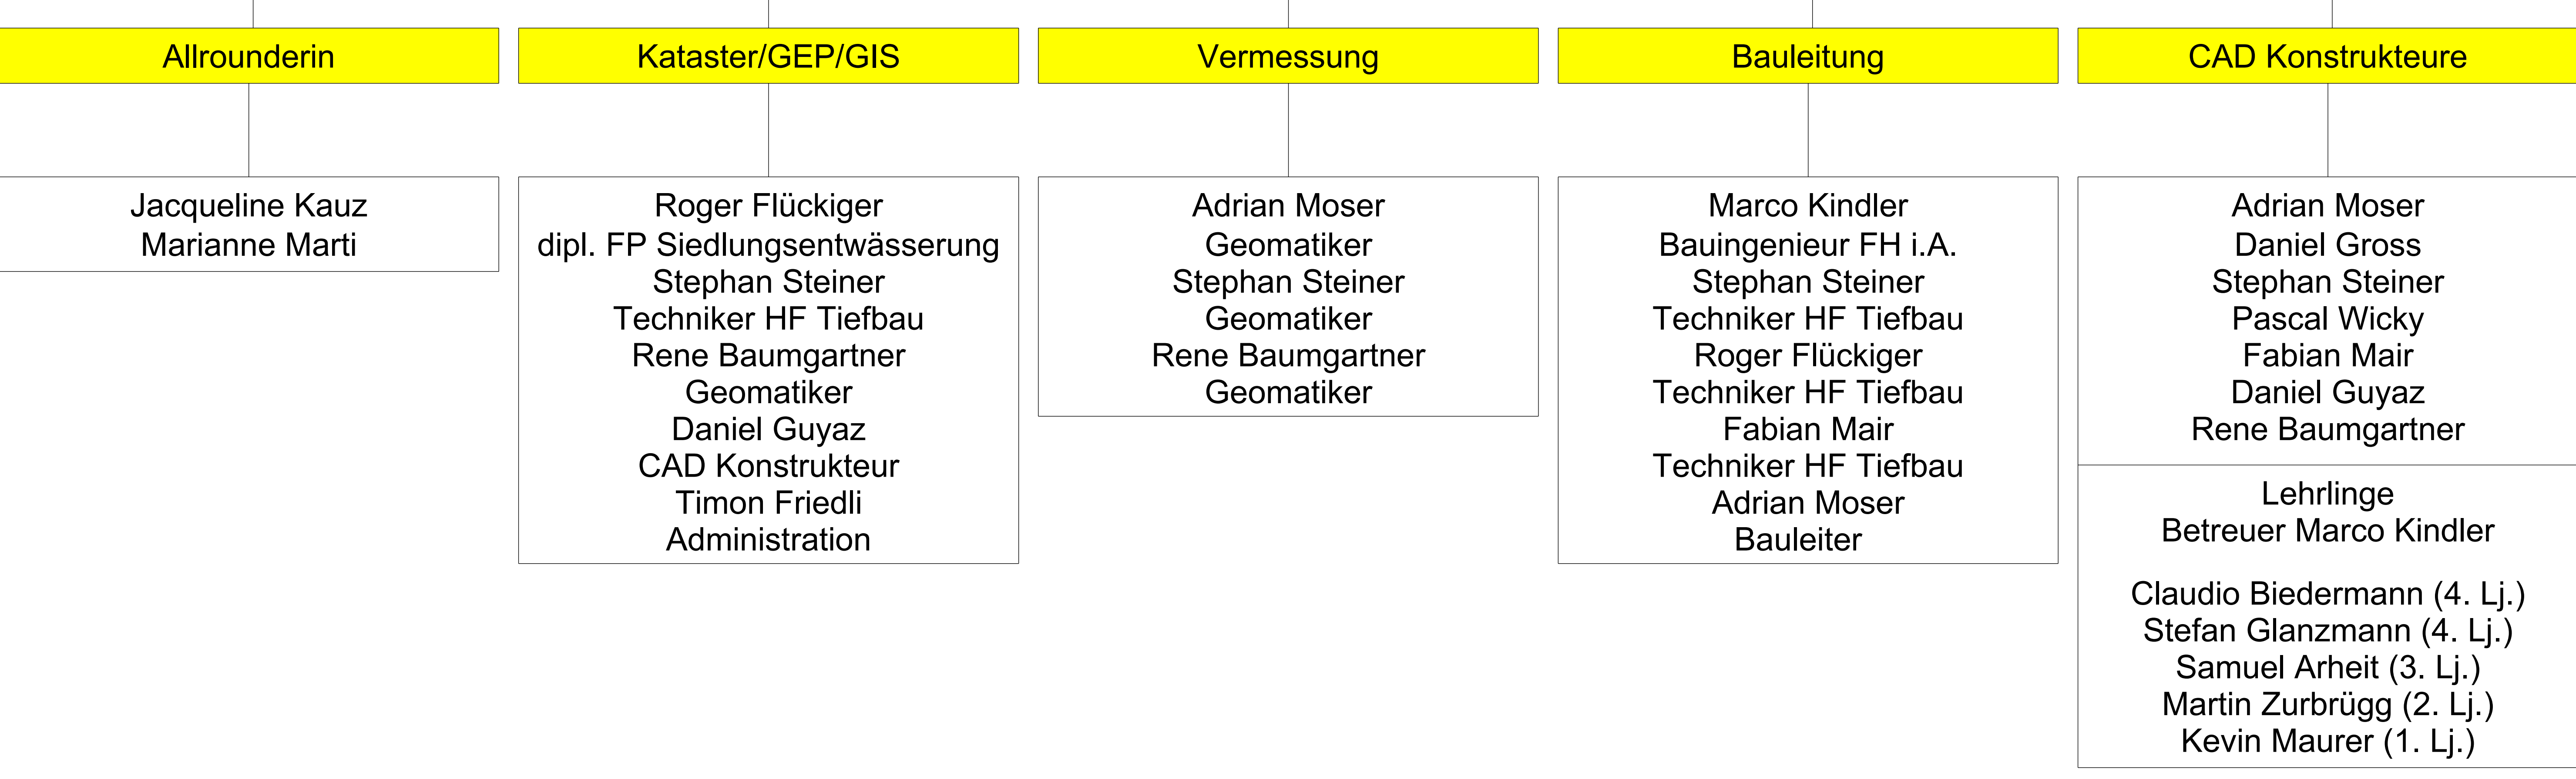 Allrounderin
Jacqueline Kauz
Marianne Marti
Kataster/GEP/GIS
Roger Flückiger
dipl. FP Siedlungsentwässerung
Stephan Steiner
Techniker HF Tiefbau
Rene Baumgartner
Geomatiker
Daniel Guyaz
CAD Konstrukteur
Timon Friedli
Administration
Vermessung
Adrian Moser
Geomatiker
Stephan Steiner
Geomatiker
Rene Baumgartner
Geomatiker
Bauleitung
Marco Kindler
Bauingenieur FH i.A.
Stephan Steiner
Techniker HF Tiefbau
Roger Flückiger
Techniker HF Tiefbau
Fabian Mair
Techniker HF Tiefbau
Adrian Moser
Bauleiter
CAD Konstrukteure
Adrian Moser
Daniel Gross
Stephan Steiner
Pascal Wicky
Fabian Mair
Daniel Guyaz
Rene Baumgartner
Lehrlinge
Betreuer Marco Kindler
Claudio Biedermann (4. Lj.)
Stefan Glanzmann (4. Lj.)
Samuel Arheit (3. Lj.)
Martin Zurbrügg (2. Lj.)
Kevin Maurer (1. Lj.)